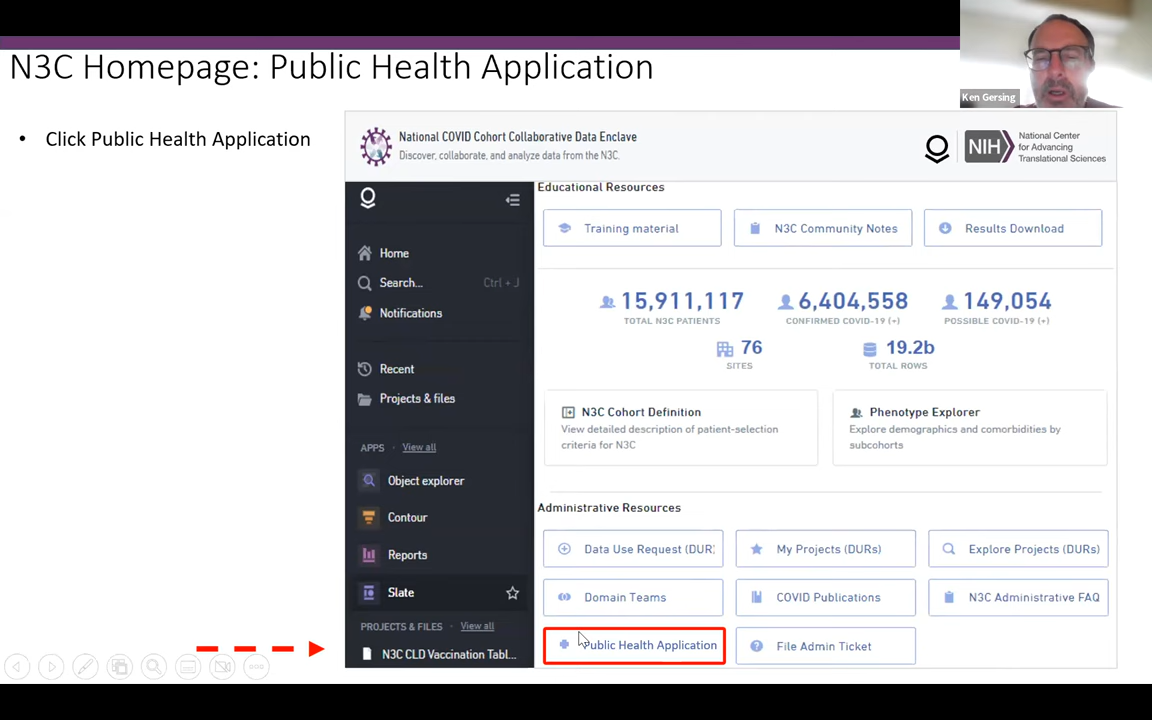 N3C Homepage: Public Health Application
Ken Gersing
• Click Public Health Application
National COVID Cohort Collaborative Data Enclave
Discover, collaborate, and analyze data from the N3C.
NIH
National Center
for Advancing
Translational Sciences
Home
Search... Ctrl + J
Notifications
Recent
Projects & files
APPS · View all
Object explorer
Contour
Reports
Slate
PROJECTS & FILES · View all
N3C CLD Vaccination Tabl...
Educational Resources
Training material
N3C Community Notes
Results Download
15,911,117
TOTAL N3C PATIENTS
6,404,558
CONFIRMED COVID-19 (+)
149,054
POSSIBLE COVID-19 (+)
76
SITES
19.2b
TOTAL ROWS
N3C Cohort Definition
View detailed description of patient-selection
criteria for N3C
Phenotype Explorer
Explore demographics and comorbidities by
subcohorts
Administrative Resources
Data Use Request (DUR)
My Projects (DURs)
Explore Projects (DURs)
Domain Teams
COVID Publications
N3C Administrative FAQ
Public Health Application
File Admin Ticket